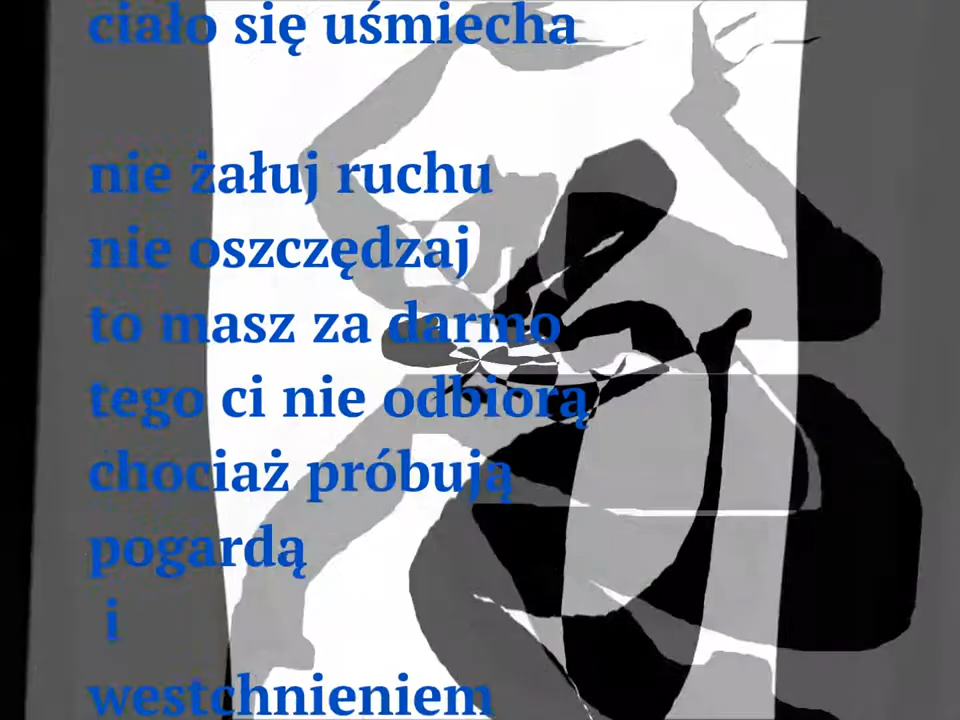 ciało się uśmiecha
nie żałuj ruchu
nie oszczędzaj
to masz za darmo
tego ci nie odbiorą
chociaż próbują
pogardą
i
westchnieniem